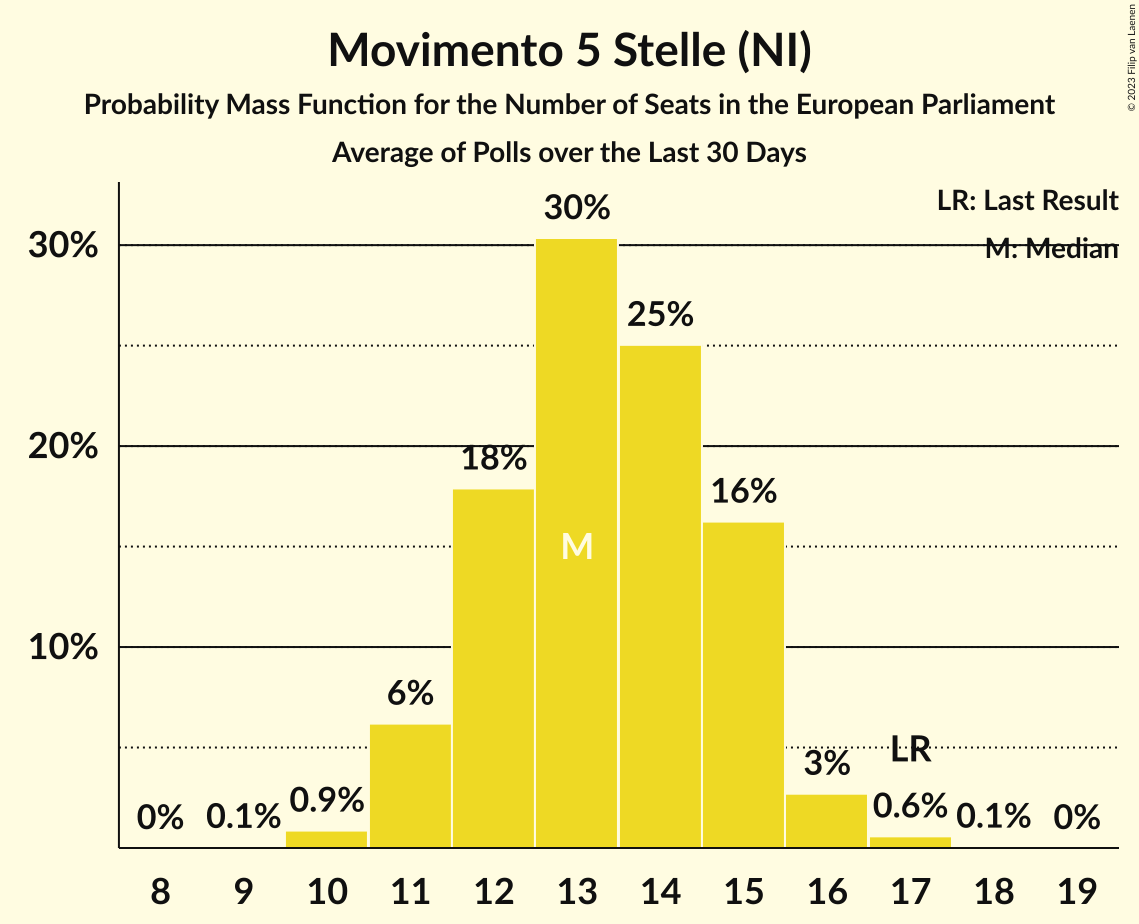 Movimento 5 Stelle (NI)
Probability Mass Function for the Number of Seats in the European Parliament
Average of Polls over the Last 30 Days
© 2023 Filip van Laenen
LR: Last Result
M: Median
30%
20%
10%
0%
0.1%
0.9%
6%
18%
30%
25%
16%
3%
0.6%
0.1%
0%
M
LR
8 9 10 11 12 13 14 15 16 17 18 19